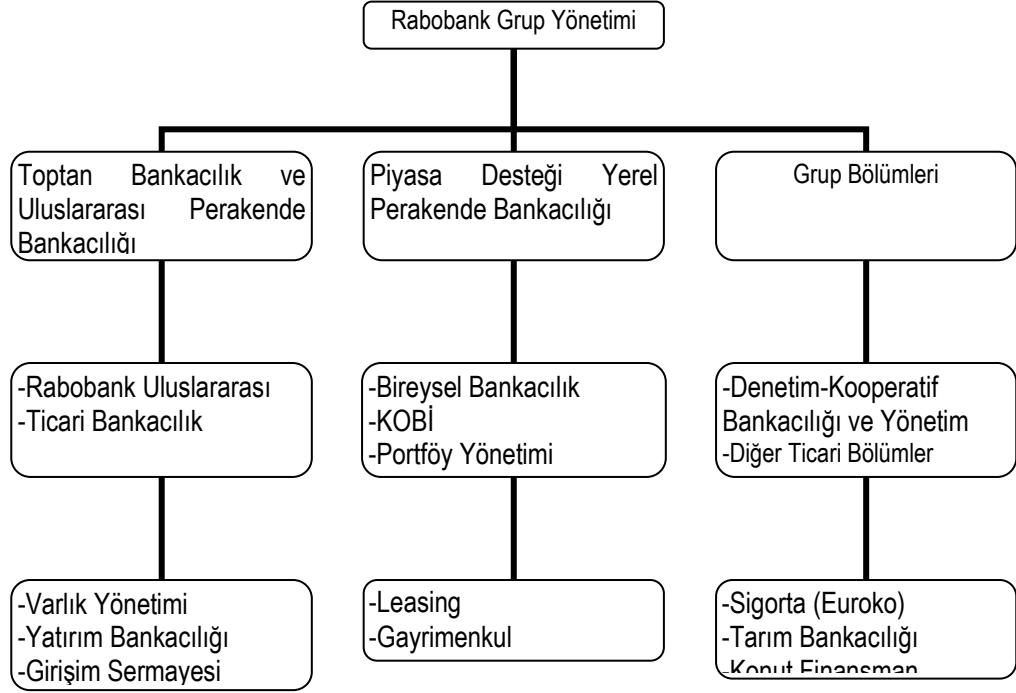 Rabobank Grup Yönetimi
Toptan Bankacılık ve
Uluslararası Perakende
Bankacılığı
Piyasa Desteği Yerel
Perakende Bankacılığı
Grup Bölümleri
-Rabobank Uluslararası
-Ticari Bankacılık
-Bireysel Bankacılık
-KOBİ
-Portföy Yönetimi
-Denetim-Kooperatif
Bankacılığı ve Yönetim
-Diğer Ticari Bölümler
-Varlık Yönetimi
-Yatırım Bankacılığı
-Girişim Sermayesi
-Leasing
-Gayrimenkul
-Sigorta (Euroko)
-Tarım Bankacılığı
-Konut Finansman